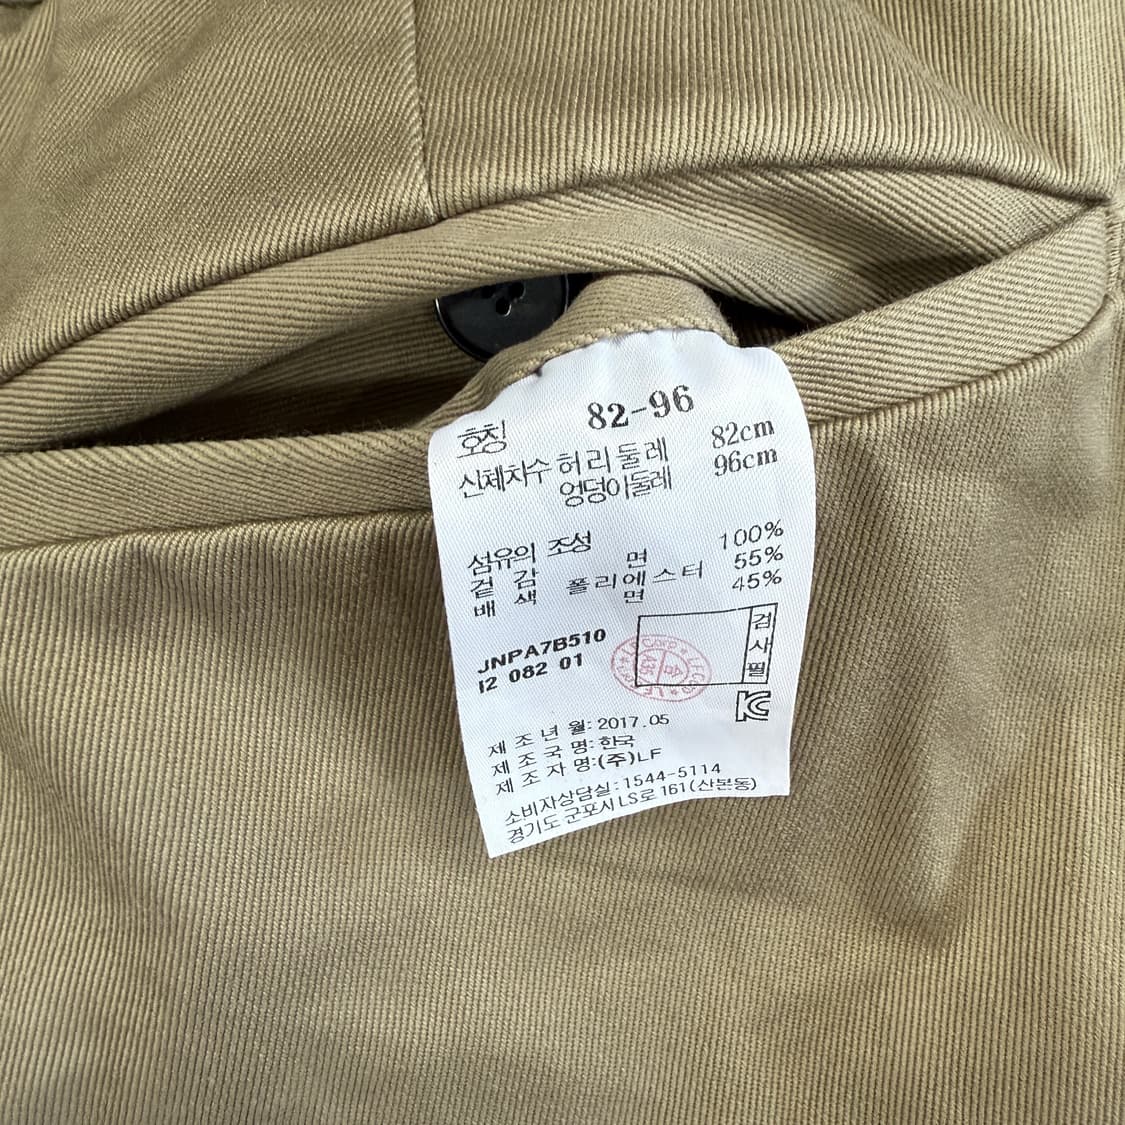 호칭 82-96
신체차수 허리둘레 82cm
엉덩이둘레 96cm
섬유의 조성
겉감 면 100%
배색 폴리에스터 55%
면 45%
검사필
JNPA7B510
I2 082 01
제조년월: 2017.05
제조국명: 한국
제조자명: (주)LF
소비자상담실: 1544-5114
경기도 군포시 LS로 161(산본동)